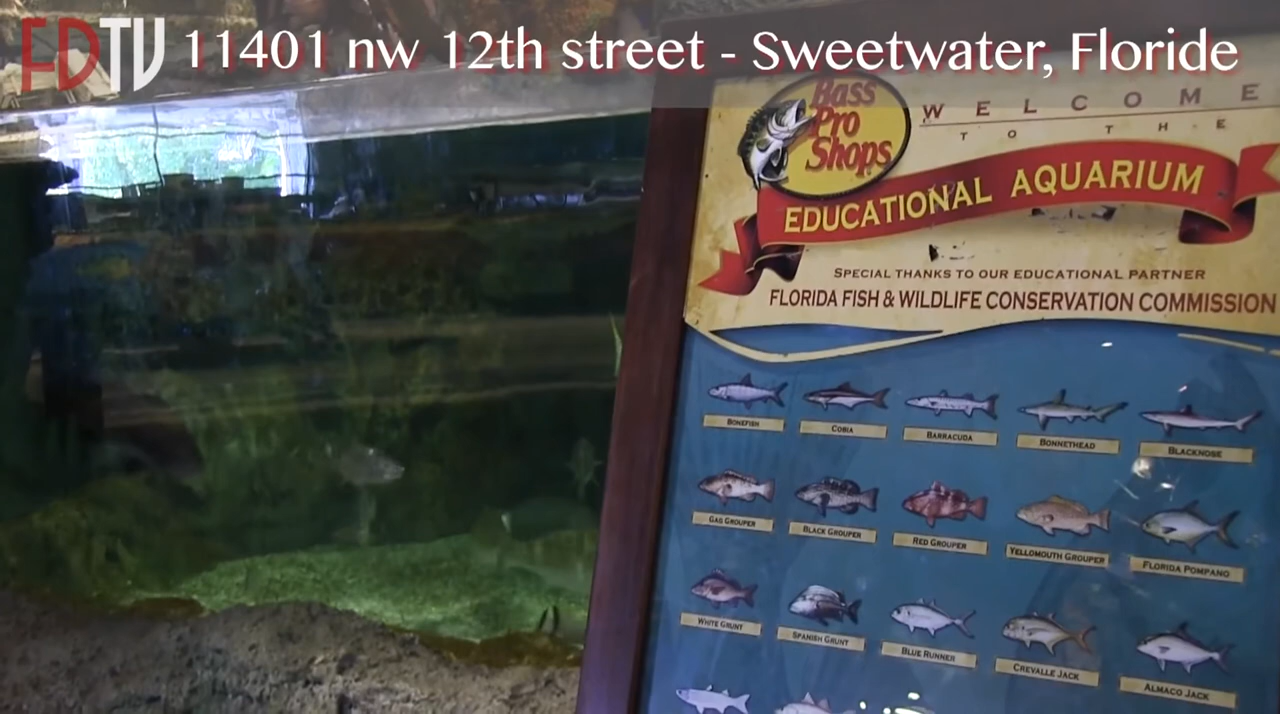 FDTV 11401 nw 12th street - Sweetwater, Floride
Bass
Pro
Shops
WELCOME
TO THE
EDUCATIONAL AQUARIUM
SPECIAL THANKS TO OUR EDUCATIONAL PARTNER
FLORIDA FISH & WILDLIFE CONSERVATION COMMISSION
BONEFISH COBIA BARRACUDA BONNETHEAD BLACKNOSE
GAG GROUPER BLACK GROUPER RED GROUPER YELLOMOUTH GROUPER FLORIDA POMPANO
WHITE GRUNT SPANISH GRUNT BLUE RUNNER CREVALLE JACK ALMACO JACK